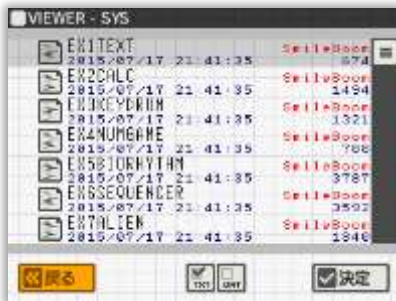 VIEWER - SYS
EX1TEXT SmileBoom
2015/07/17 21:41:35 674
EX2CALC SmileBoom
2015/07/17 21:41:35 1494
EX3KEYDRUM SmileBoom
2015/07/17 21:41:35 1321
EX4NUMGAME SmileBoom
2015/07/17 21:41:35
EX5BIORHYTHM SmileBoom
2015/07/17 21:41:35 3787
EX6SEQUENCER SmileBoom
2015/07/17 21:41:35 3592
EX7ALIEN SmileBoom
2015/07/17 21:41:35 1840
戻る TXT 決定